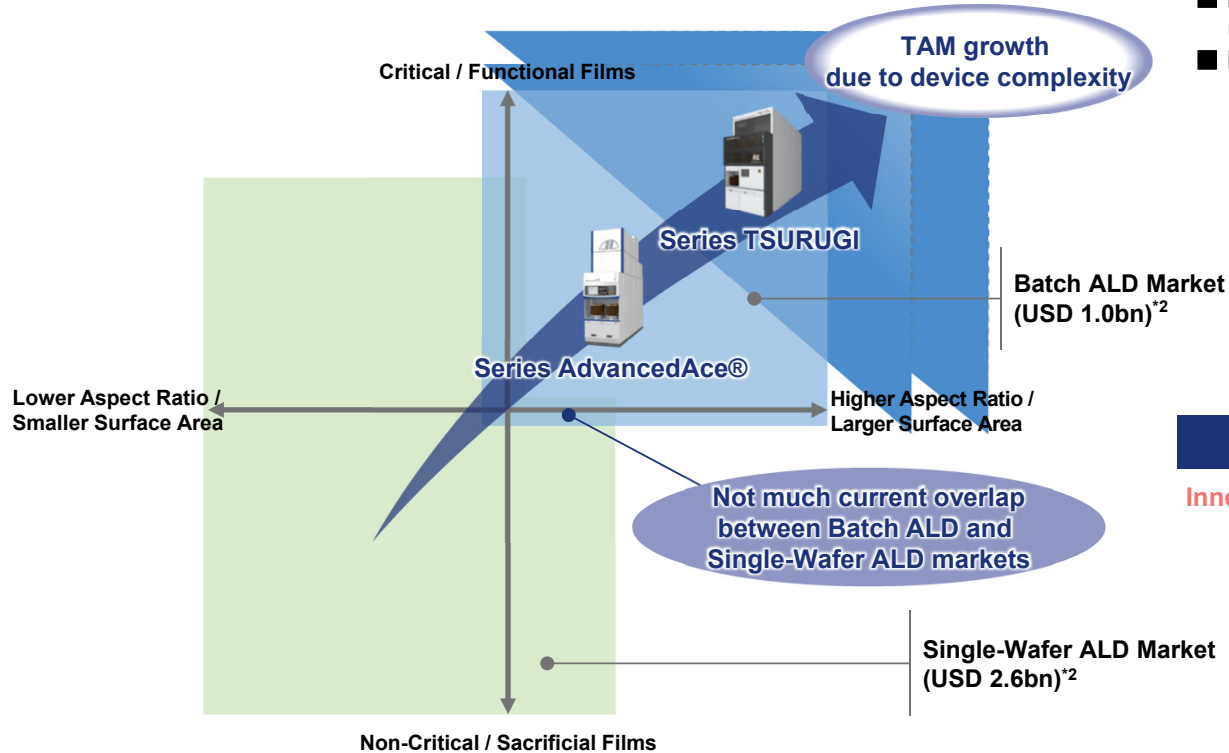 TAM growth
due to device complexity
Critical / Functional Films
Series TSURUGI
Batch ALD Market
(USD 1.0bn)*2
Series AdvancedAce®
Lower Aspect Ratio /
Smaller Surface Area
Higher Aspect Ratio /
Larger Surface Area
Not much current overlap
between Batch ALD and
Single-Wafer ALD markets
Single-Wafer ALD Market
(USD 2.6bn)*2
Non-Critical / Sacrificial Films